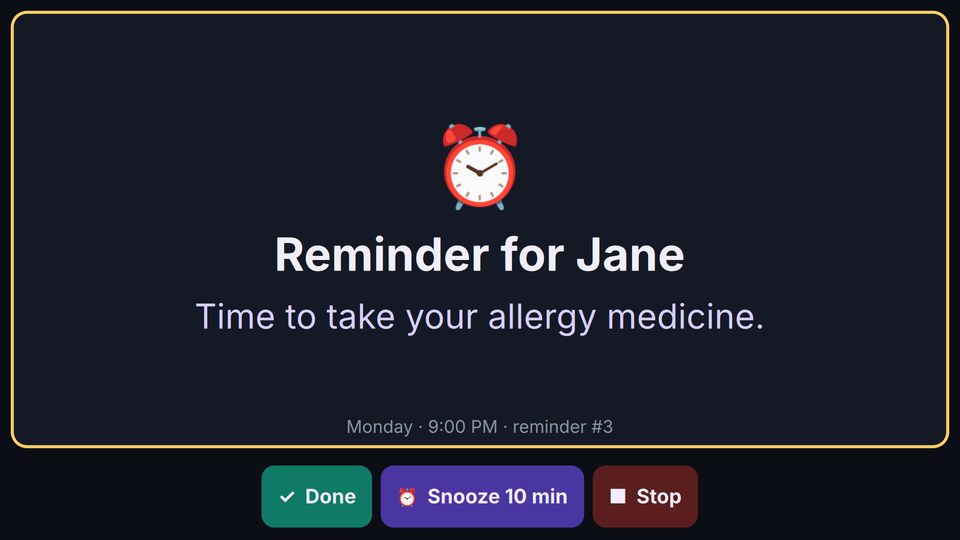 Reminder for Jane
Time to take your allergy medicine.
Monday · 9:00 PM · reminder #3
✓ Done
⏰ Snooze 10 min
■ Stop